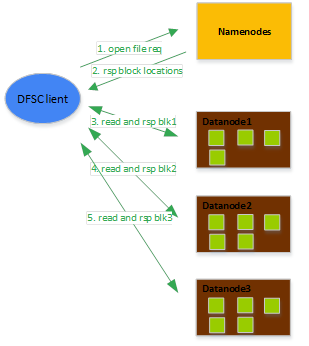 Namenodes
1. open file req
2. rsp block locations
DFSClient
3. read and rsp blk1
Datanode1
4. read and rsp blk2
Datanode2
5. read and rsp blk3
Datanode3